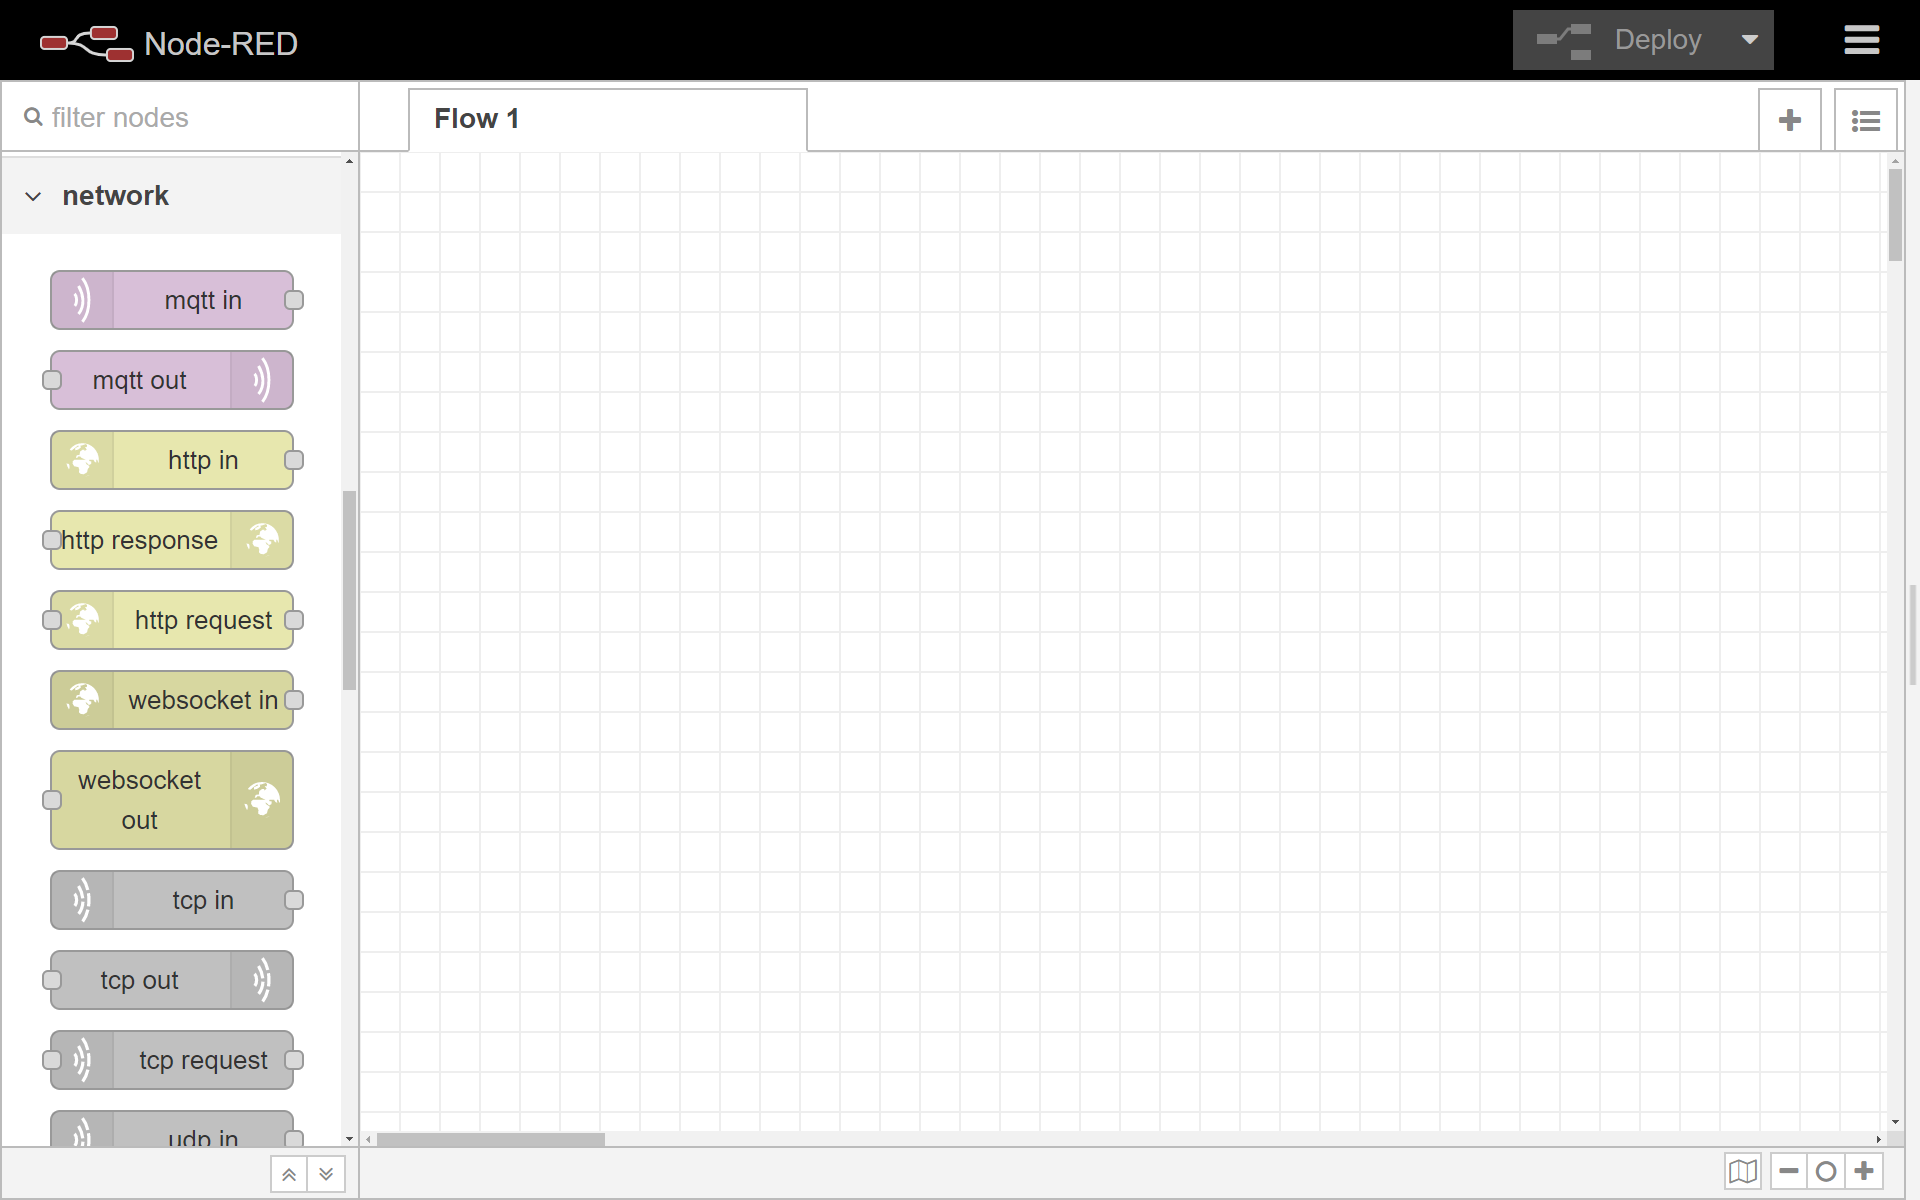 Node-RED
Deploy
filter nodes
Flow 1
network
mqtt in
mqtt out
http in
http response
http request
websocket in
websocket
out
tcp in
tcp out
tcp request
udp in